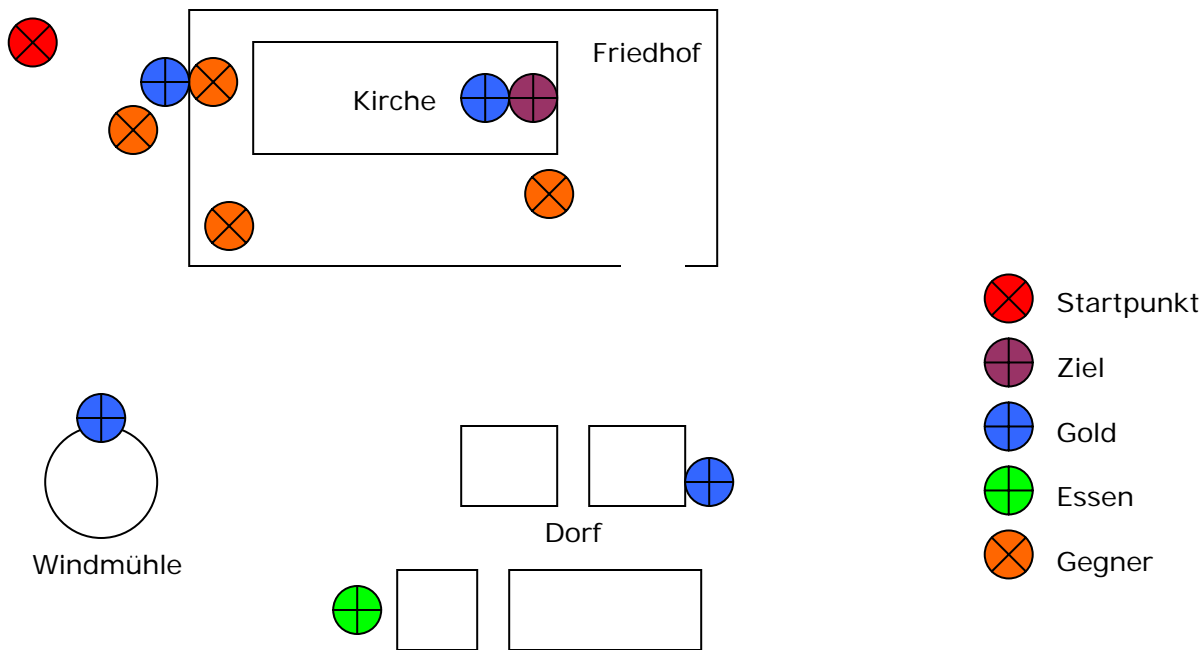 Friedhof
Kirche
Startpunkt
Ziel
Gold
Essen
Gegner
Dorf
Windmühle